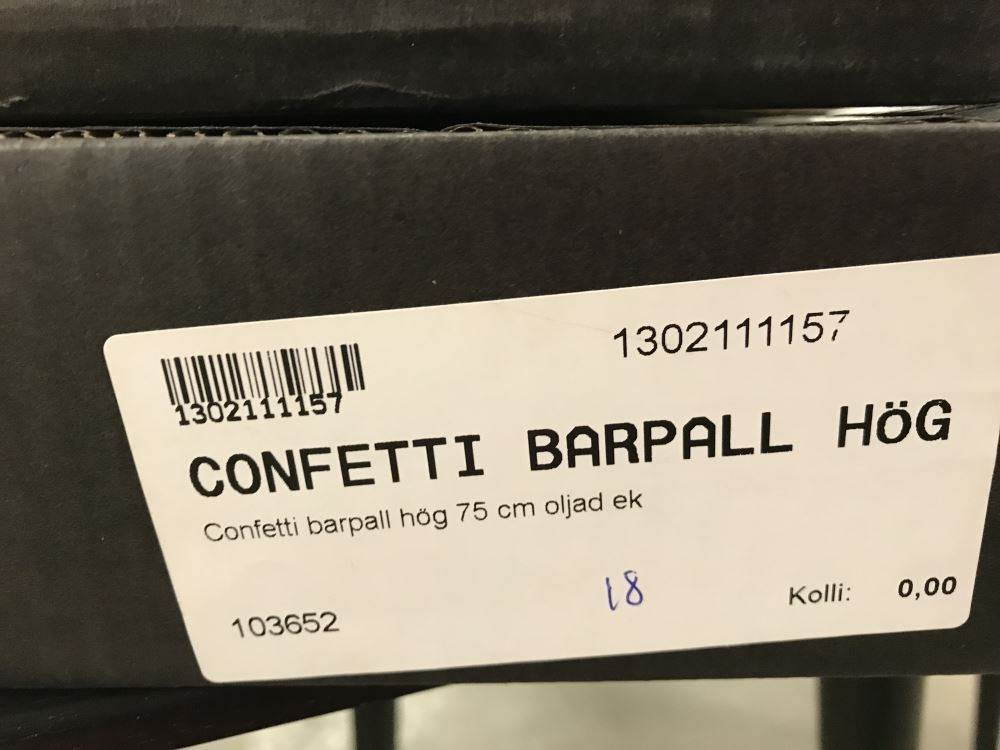 1302111157
1302111157
CONFETTI BARPALL HÖG
Confetti barpall hög 75 cm oljad ek
18
103652
Kolli: 0,00